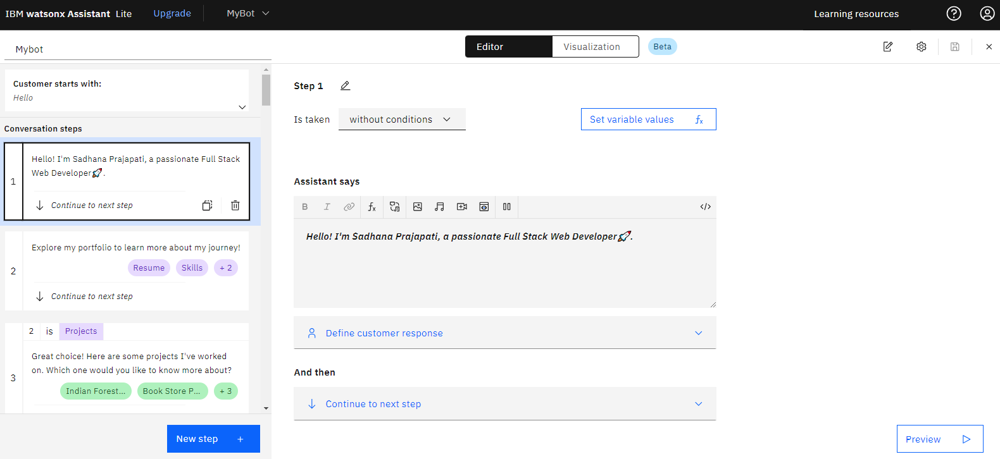 IBM watsonx Assistant Lite
Upgrade
MyBot
Learning resources
Mybot
Editor
Visualization
Beta
Customer starts with:
Hello
Conversation steps
1
Hello! I'm Sadhana Prajapati, a passionate Full Stack
Web Developer🚀.
Continue to next step
2
Explore my portfolio to learn more about my journey!
Resume
Skills
+ 2
Continue to next step
3
2 is Projects
Great choice! Here are some projects I've worked
on. Which one would you like to know more about?
Indian Forest...
Book Store P...
+ 3
New step +
Step 1
Is taken
without conditions
Set variable values fx
Assistant says
B I fx </>
Hello! I'm Sadhana Prajapati, a passionate Full Stack Web Developer🚀.
Define customer response
And then
Continue to next step
Preview